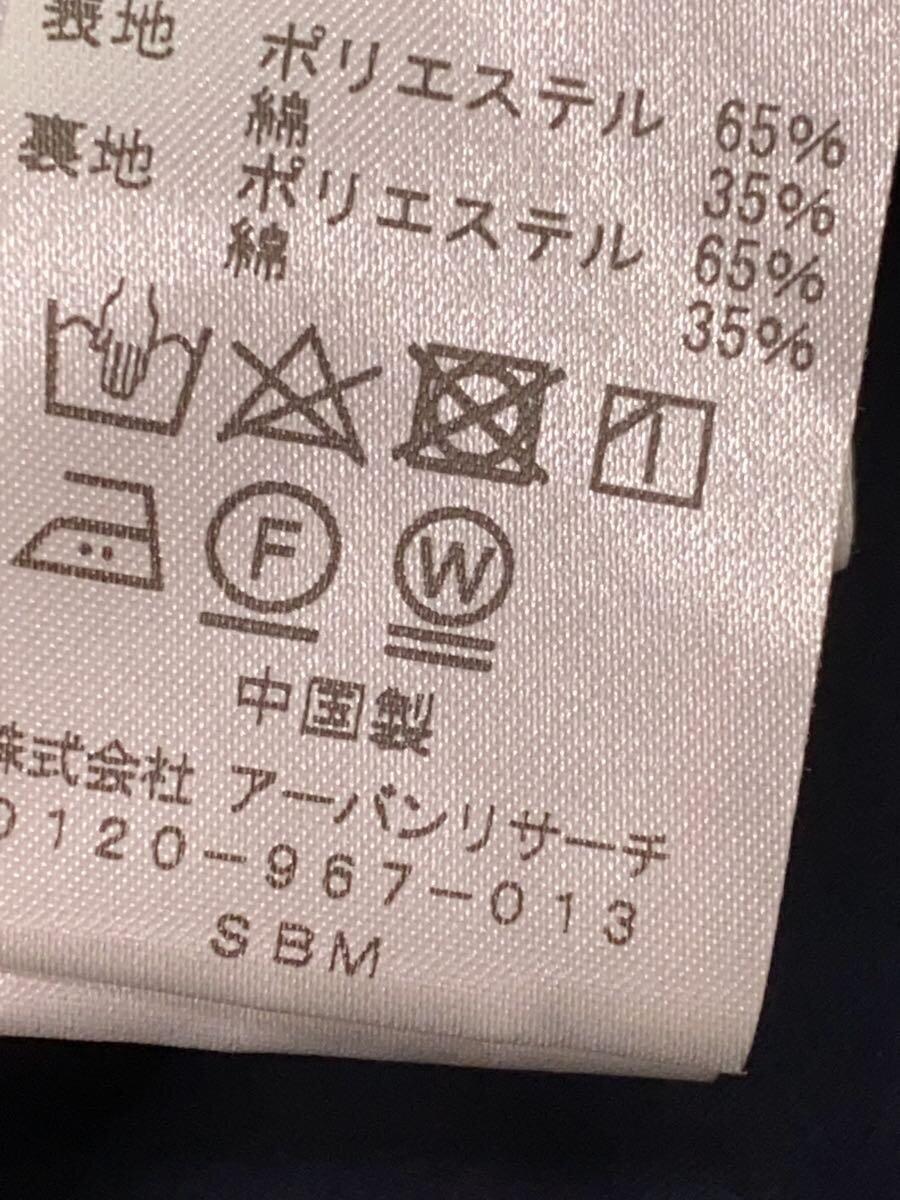 表地 ポリエステル 65%
綿 35%
裏地 ポリエステル 65%
綿 35%
F W
中国製
株式会社 アーバンリサーチ
0120-967-013
SBM